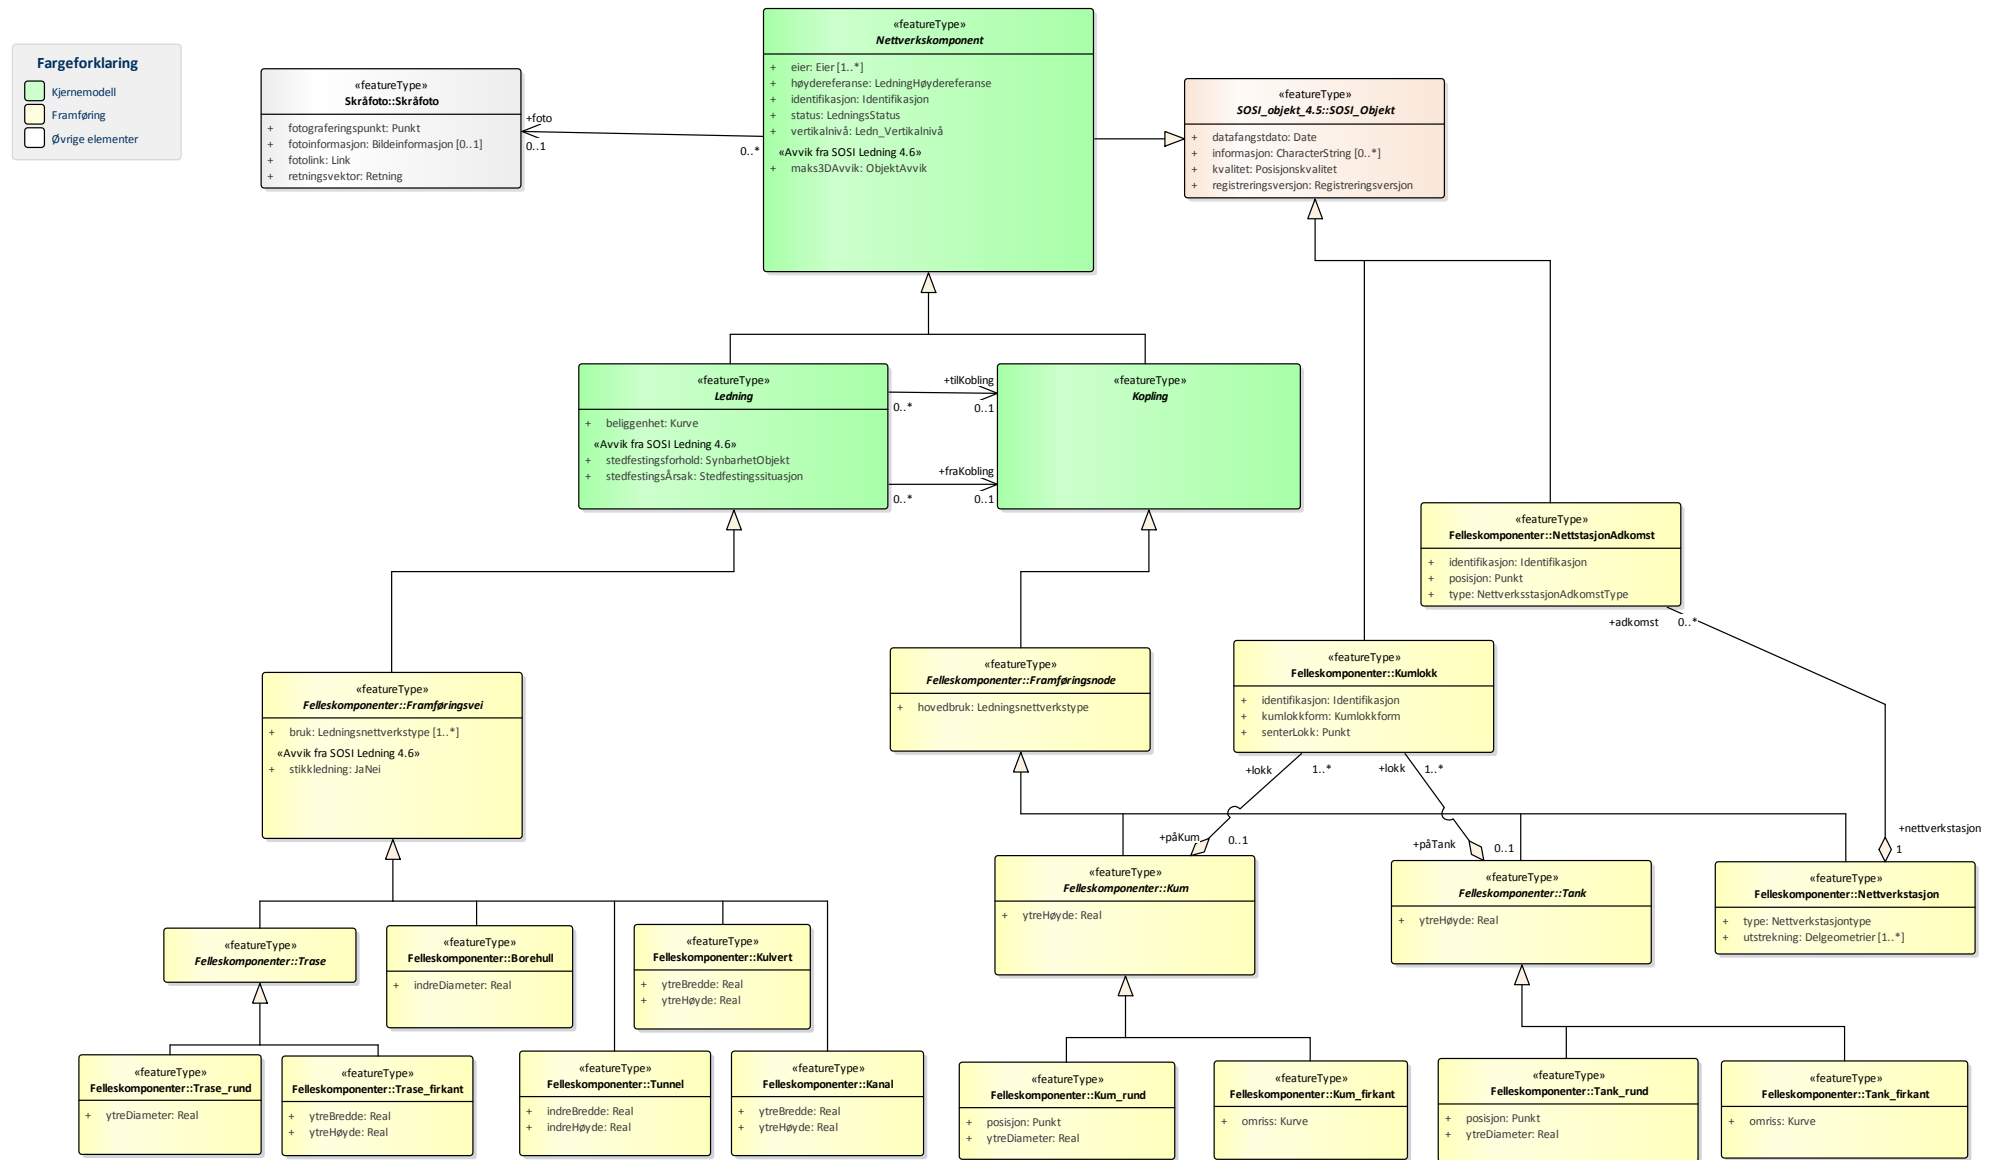 Fargeforklaring
Kjernemodell
Framføring
Øvrige elementer
«featureType»
Skråfoto::Skråfoto
+ fotograferingspunkt: Punkt
+ fotoinformasjon: Bildeinformasjon [0..1]
+ fotolink: Link
+ retningsvektor: Retning
+foto
0..1
0..*
«featureType»
Nettverkskomponent
+ eier: Eier [1..*]
+ høydereferanse: LedningHøydereferanse
+ identifikasjon: Identifikasjon
+ status: LedningsStatus
+ vertikalnivå: Ledn_Vertikalnivå
«Avvik fra SOSI Ledning 4.6»
+ maks3DAvvik: ObjektAvvik
«featureType»
SOSI_objekt_4.5::SOSI_Objekt
+ datafangstdato: Date
+ informasjon: CharacterString [0..*]
+ kvalitet: Posisjonskvalitet
+ registreringsversjon: Registreringsversjon
«featureType»
Ledning
+ beliggenhet: Kurve
«Avvik fra SOSI Ledning 4.6»
+ stedfestingsforhold: SynbarhetObjekt
+ stedfestingsÅrsak: Stedfestingssituasjon
+tilKobling
0..*
0..1
+fraKobling
0..*
0..1
«featureType»
Kopling
«featureType»
Felleskomponenter::NettstasjonAdkomst
+ identifikasjon: Identifikasjon
+ posisjon: Punkt
+ type: NettverksstasjonAdkomstType
+adkomst
0..*
«featureType»
Felleskomponenter::Framføringsvei
+ bruk: Ledningsnettverkstype [1..*]
«Avvik fra SOSI Ledning 4.6»
+ stikkledning: JaNei
«featureType»
Felleskomponenter::Framføringsnode
+ hovedbruk: Ledningsnettverkstype
«featureType»
Felleskomponenter::Kumlokk
+ identifikasjon: Identifikasjon
+ kumlokkform: Kumlokkform
+ senterLokk: Punkt
+lokk
1..*
+lokk
1..*
+påKum
0..1
+påTank
0..1
+nettverkstasjon
1
«featureType»
Felleskomponenter::Kum
+ ytreHøyde: Real
«featureType»
Felleskomponenter::Tank
+ ytreHøyde: Real
«featureType»
Felleskomponenter::Nettverkstasjon
+ type: Nettverkstasjontype
+ utstrekning: Delgeometrier [1..*]
«featureType»
Felleskomponenter::Trase
«featureType»
Felleskomponenter::Borehull
+ indreDiameter: Real
«featureType»
Felleskomponenter::Kulvert
+ ytreBredde: Real
+ ytreHøyde: Real
«featureType»
Felleskomponenter::Trase_rund
+ ytreDiameter: Real
«featureType»
Felleskomponenter::Trase_firkant
+ ytreBredde: Real
+ ytreHøyde: Real
«featureType»
Felleskomponenter::Tunnel
+ indreBredde: Real
+ indreHøyde: Real
«featureType»
Felleskomponenter::Kanal
+ ytreBredde: Real
+ ytreHøyde: Real
«featureType»
Felleskomponenter::Kum_rund
+ posisjon: Punkt
+ ytreDiameter: Real
«featureType»
Felleskomponenter::Kum_firkant
+ omriss: Kurve
«featureType»
Felleskomponenter::Tank_rund
+ posisjon: Punkt
+ ytreDiameter: Real
«featureType»
Felleskomponenter::Tank_firkant
+ omriss: Kurve